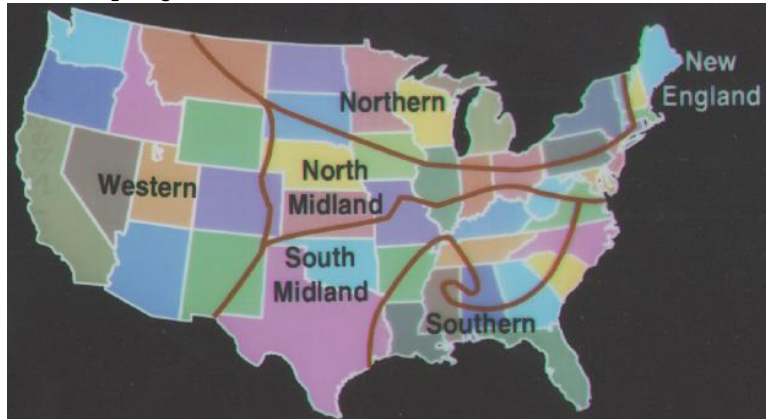 New
England
Northern
Western
North
Midland
South
Midland
Southern